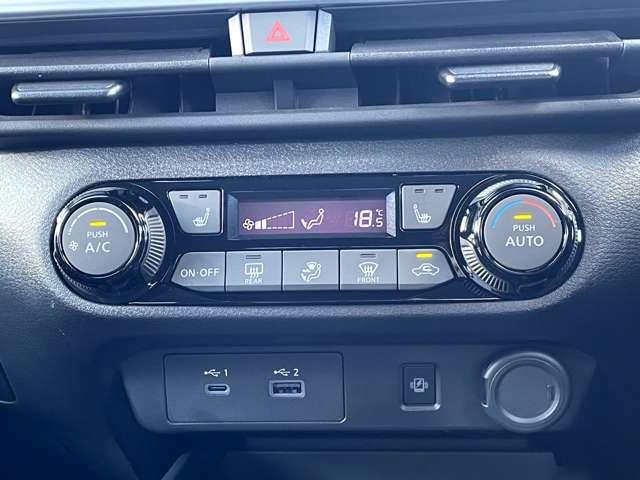 PUSH
A/C
18.5°C
PUSH
AUTO
ON·OFF
REAR
FRONT
1
2